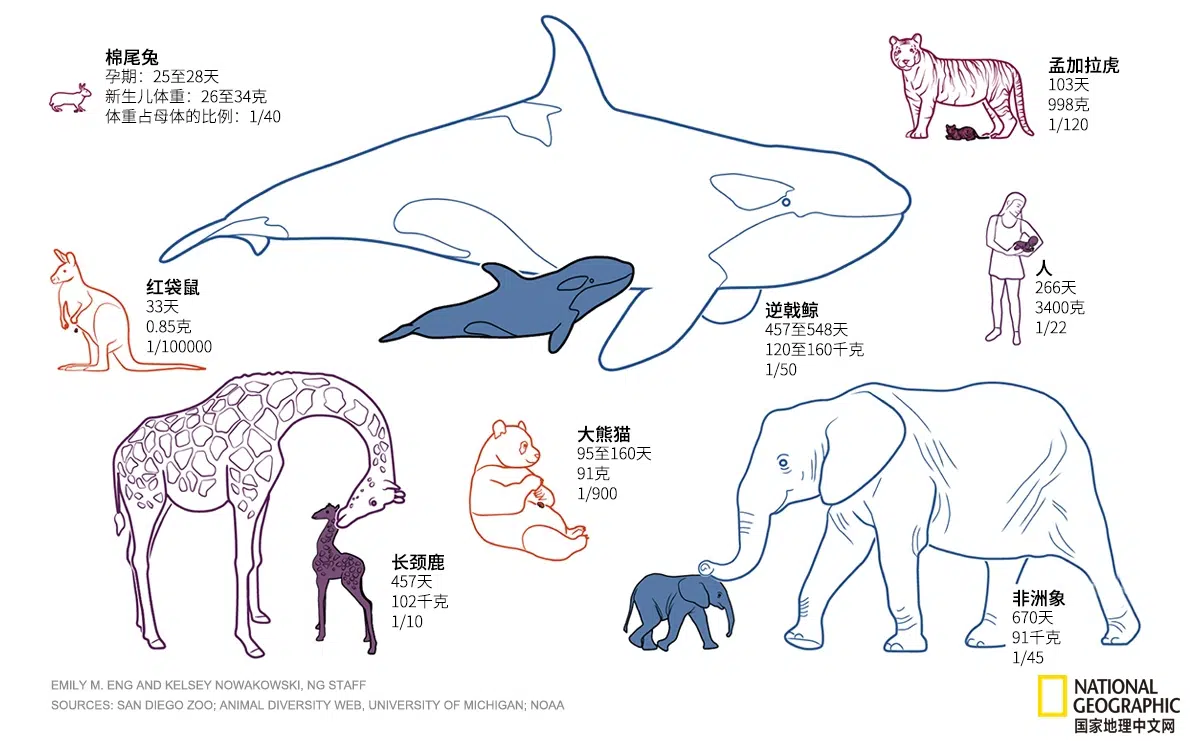 棉尾兔
孕期：25至28天
新生儿体重：26至34克
体重占母体的比例：1/40
孟加拉虎
103天
998克
1/120
人
266天
3400克
1/22
红袋鼠
33天
0.85克
1/100000
逆戟鲸
457至548天
120至160千克
1/50
大熊猫
95至160天
91克
1/900
长颈鹿
457天
102千克
1/10
非洲象
670天
91千克
1/45
EMILY M. ENG AND KELSEY NOWAKOWSKI, NG STAFF
SOURCES: SAN DIEGO ZOO; ANIMAL DIVERSITY WEB, UNIVERSITY OF MICHIGAN; NOAA
NATIONAL
GEOGRAPHIC
国家地理中文网